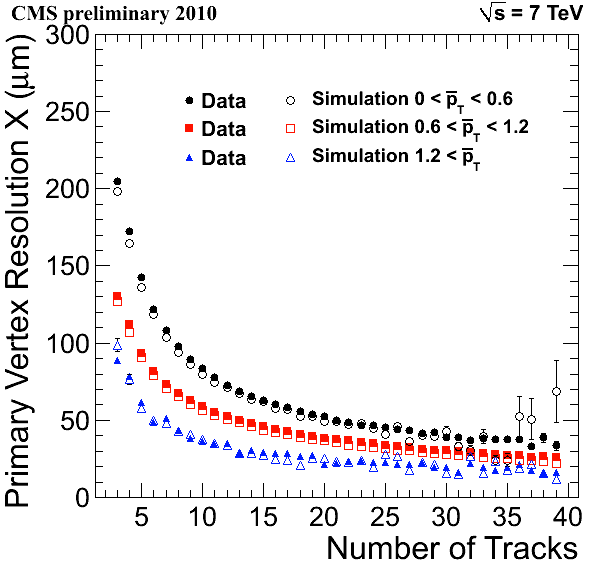 CMS preliminary 2010
√s = 7 TeV
Primary Vertex Resolution X (μm)
300
250
200
150
100
50
0
Data Simulation 0 < p̅T < 0.6
Data Simulation 0.6 < p̅T < 1.2
Data Simulation 1.2 < p̅T
5 10 15 20 25 30 35 40
Number of Tracks